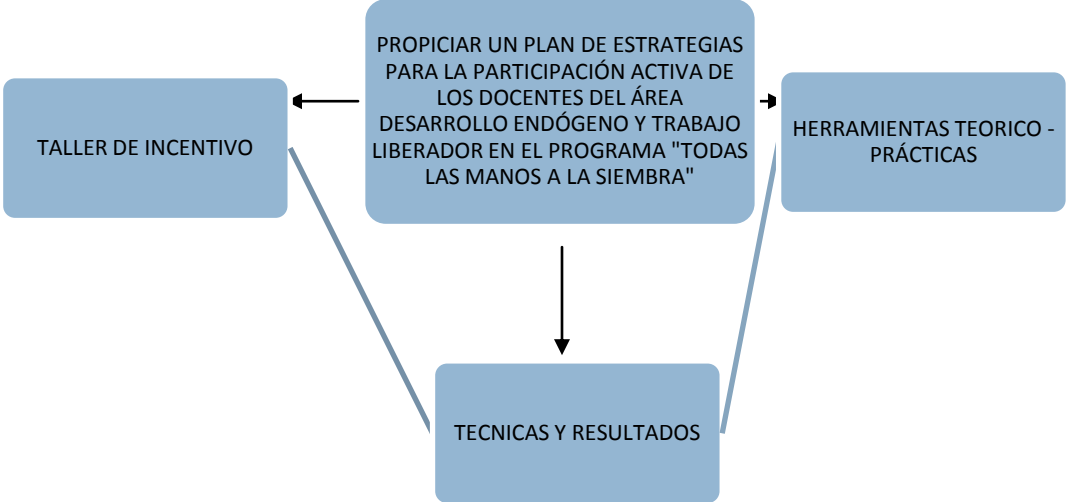 PROPICIAR UN PLAN DE ESTRATEGIAS
PARA LA PARTICIPACIÓN ACTIVA DE
LOS DOCENTES DEL ÁREA
DESARROLLO ENDÓGENO Y TRABAJO
LIBERADOR EN EL PROGRAMA "TODAS
LAS MANOS A LA SIEMBRA"
TALLER DE INCENTIVO
HERRAMIENTAS TEORICO -
PRÁCTICAS
TECNICAS Y RESULTADOS